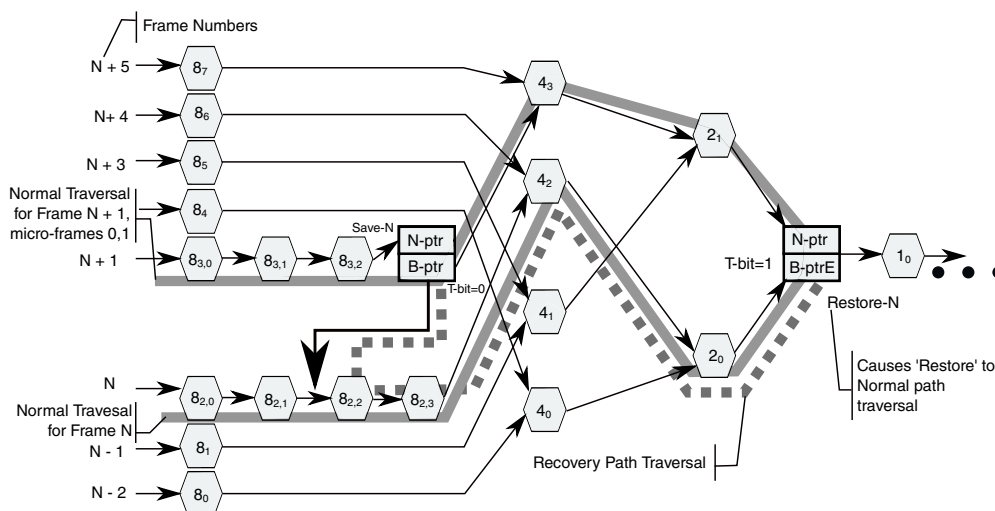 Frame Numbers
N + 5
8₇
4₃
N+ 4
8₆
2₁
N + 3
8₅
4₂
Normal Traversal
for Frame N + 1,
micro-frames 0,1
8₄
Save-N
N-ptr
B-ptr
T-bit=0
N + 1
8₃,₀
8₃,₁
8₃,₂
N-ptr
B-ptrE
T-bit=1
1₀
Restore-N
4₁
2₀
Causes 'Restore' to
Normal path
traversal
N
8₂,₀
8₂,₁
8₂,₂
8₂,₃
4₀
Normal Travesal
for Frame N
N - 1
8₁
Recovery Path Traversal
N - 2
8₀